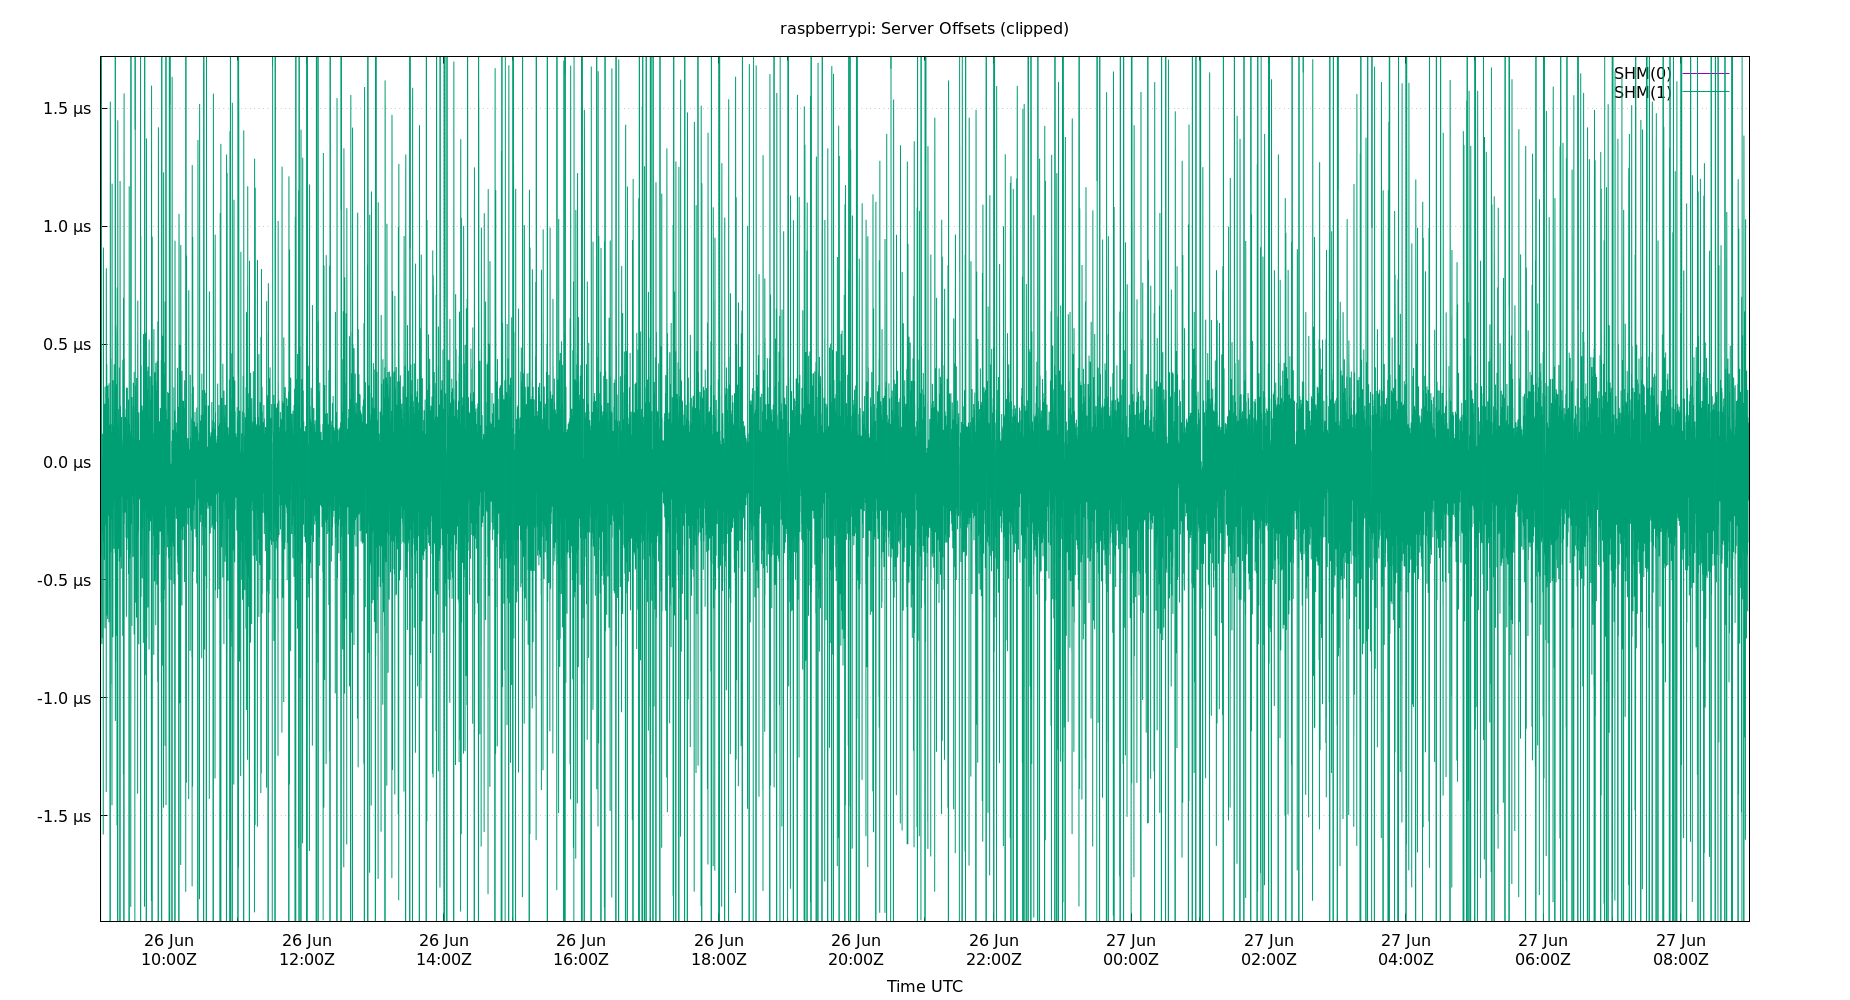 raspberrypi: Server Offsets (clipped)
SHM(0)
SHM(1)
1.5 µs
1.0 µs
0.5 µs
0.0 µs
-0.5 µs
-1.0 µs
-1.5 µs
26 Jun 26 Jun 26 Jun 26 Jun 26 Jun 26 Jun 26 Jun 27 Jun 27 Jun 27 Jun 27 Jun 27 Jun
10:00Z 12:00Z 14:00Z 16:00Z 18:00Z 20:00Z 22:00Z 00:00Z 02:00Z 04:00Z 06:00Z 08:00Z
Time UTC